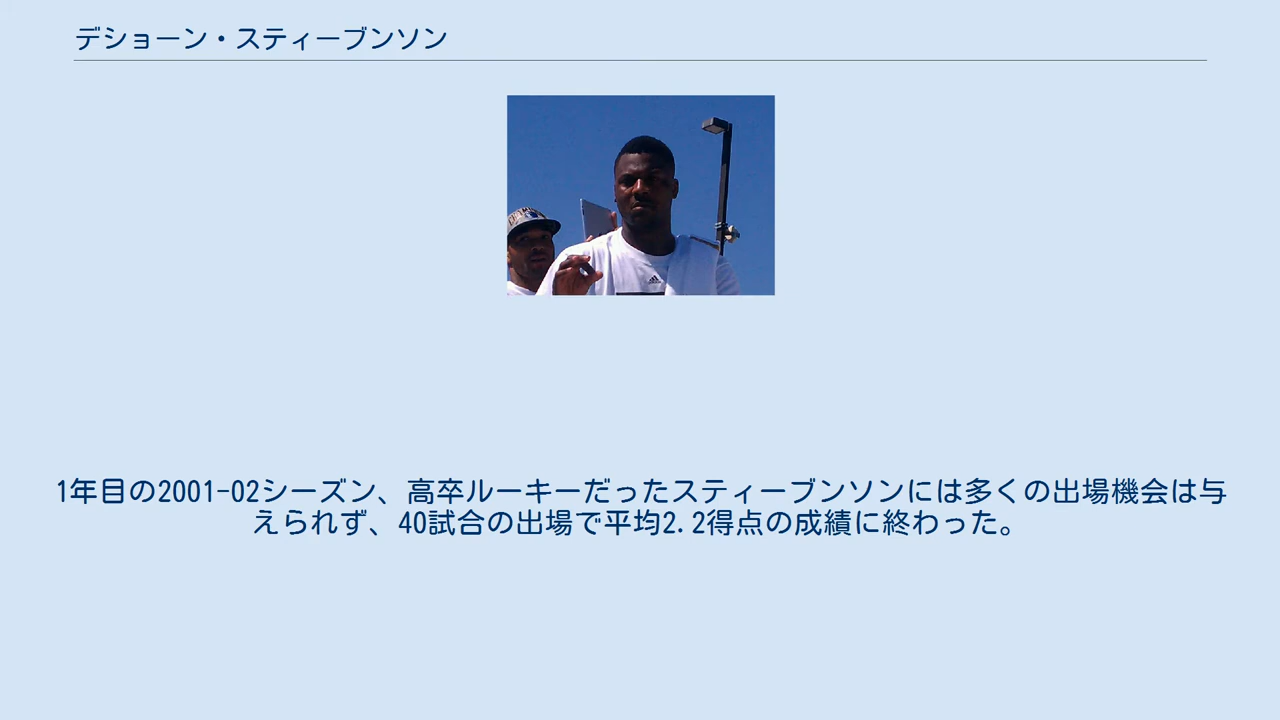 デショーン・スティーブンソン
1年目の2001-02シーズン、高卒ルーキーだったスティーブンソンには多くの出場機会は与
えられず、40試合の出場で平均2.2得点の成績に終わった。